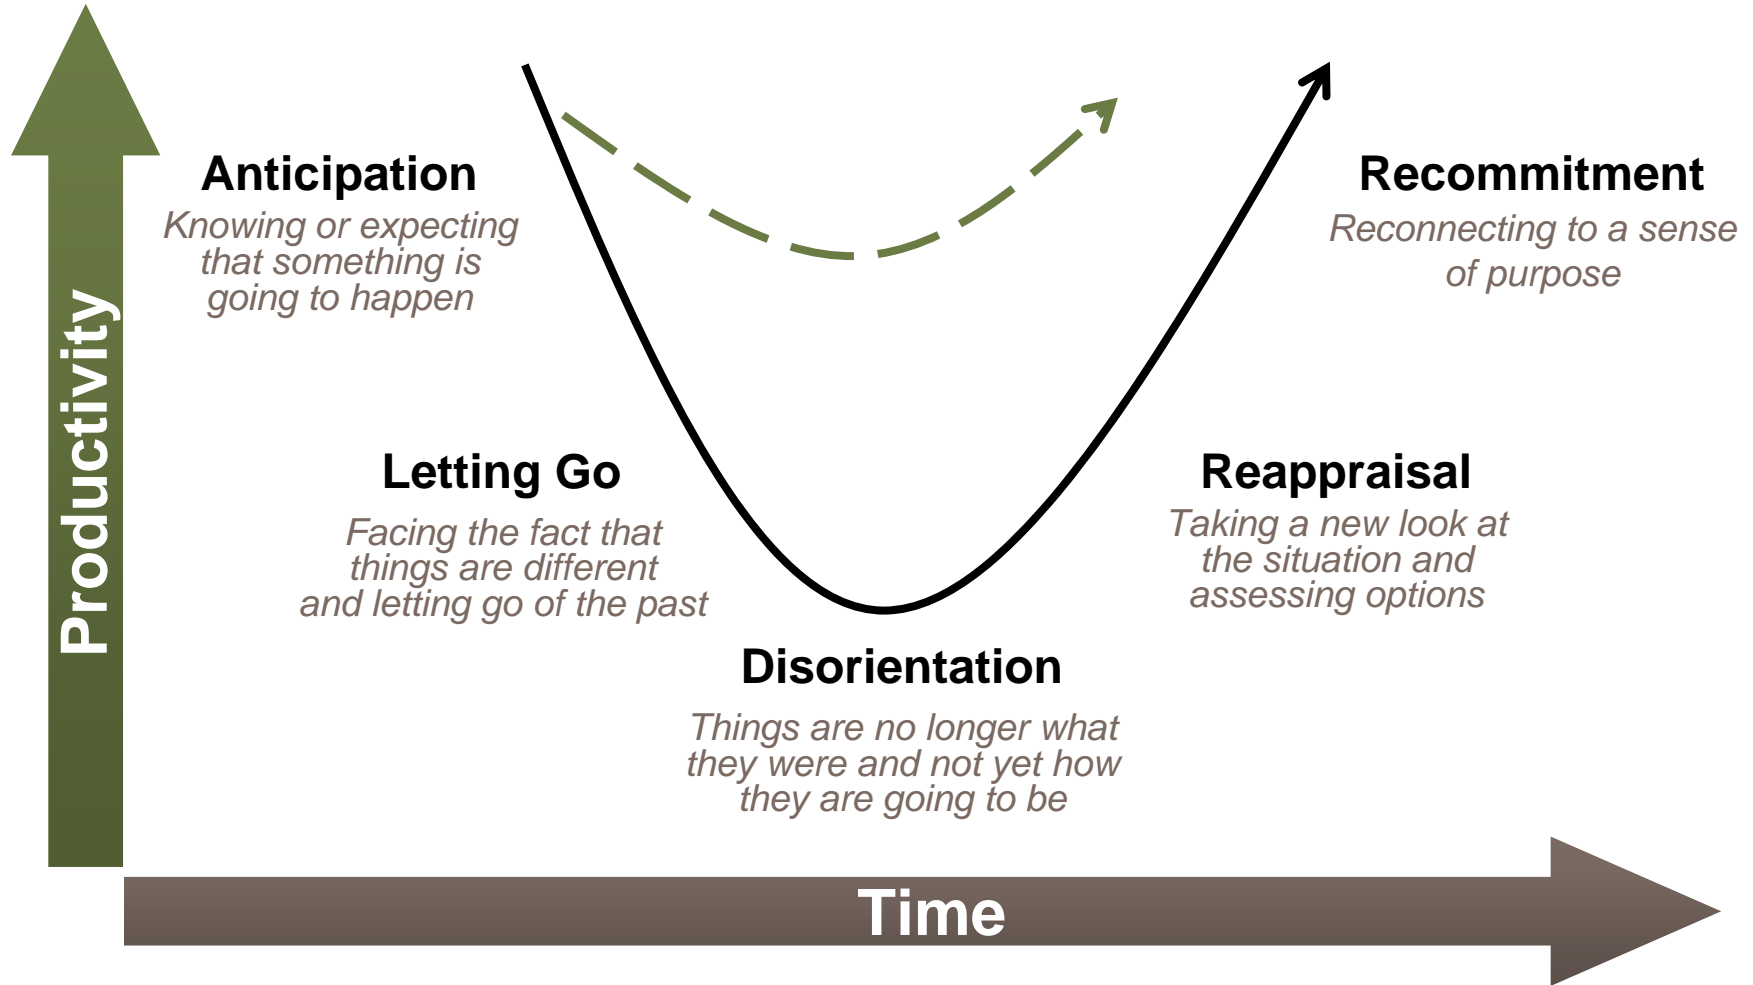 Productivity
Anticipation
Knowing or expecting
that something is
going to happen
Letting Go
Facing the fact that
things are different
and letting go of the past
Disorientation
Things are no longer what
they were and not yet how
they are going to be
Reappraisal
Taking a new look at
the situation and
assessing options
Recommitment
Reconnecting to a sense
of purpose
Time